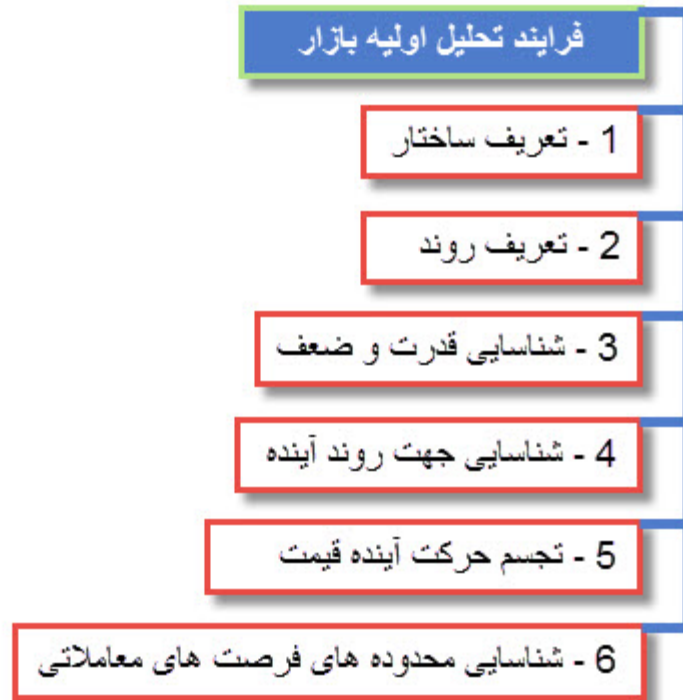 فرایند تحلیل اولیه بازار
1 - تعریف ساختار
2 - تعریف روند
3 - شناسایی قدرت و ضعف
4 - شناسایی جهت روند آینده
5 - تجسم حرکت آینده قیمت
6 - شناسایی محدوده های فرصت های معاملاتی